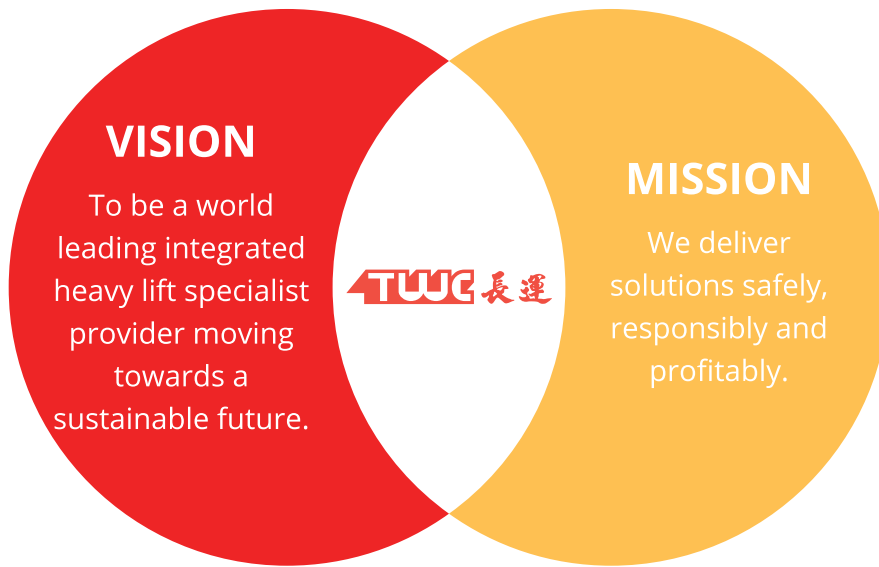 VISION
To be a world
leading integrated
heavy lift specialist
provider moving
towards a
sustainable future.
TWC 長運
MISSION
We deliver
solutions safely,
responsibly and
profitably.